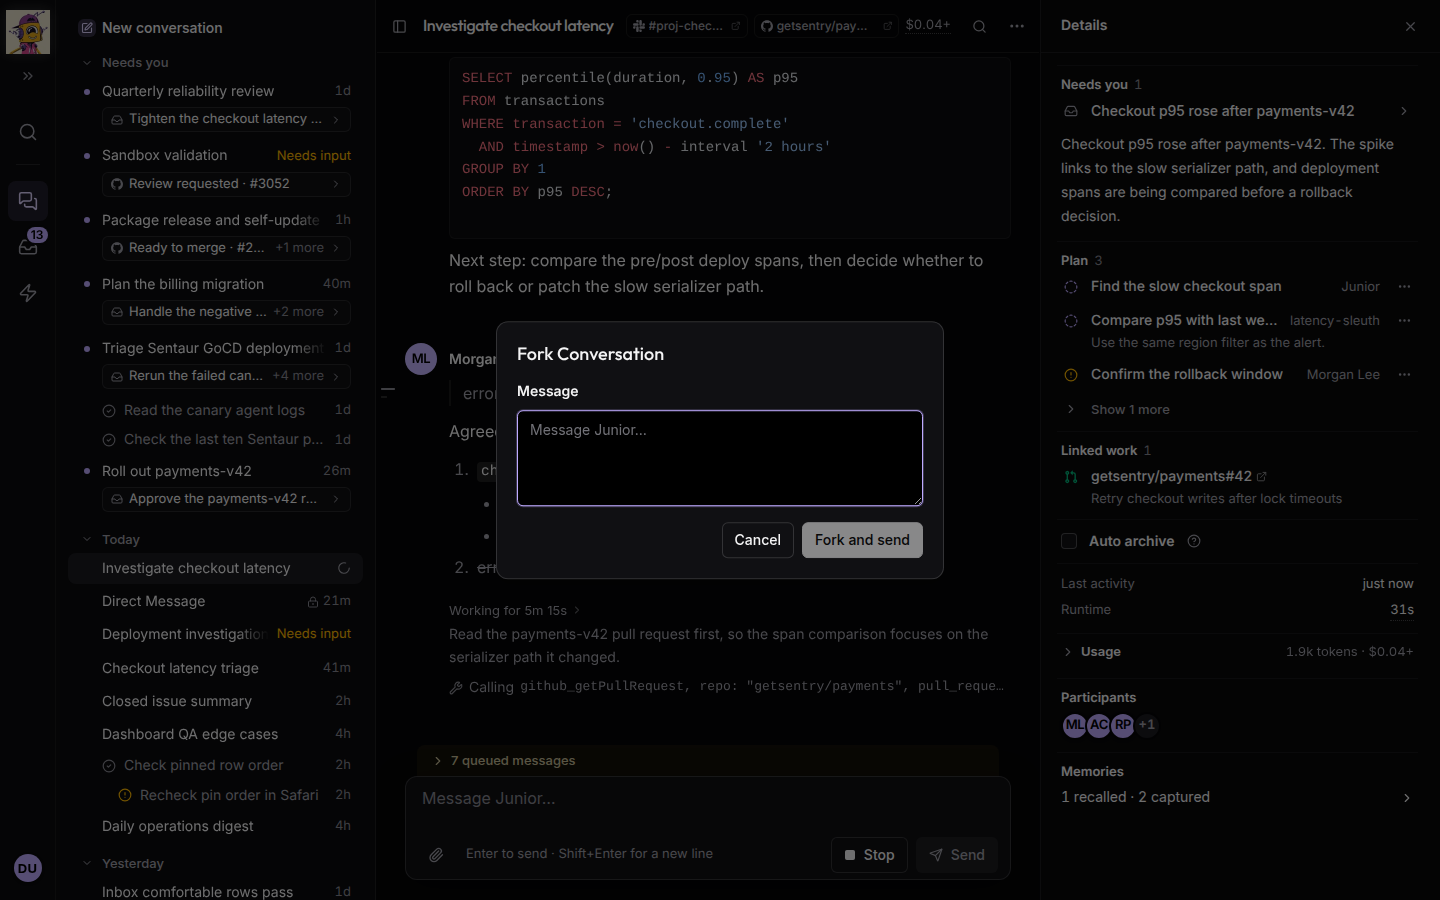 New conversation
Needs you
Quarterly reliability review 1d
Tighten the checkout latency ...
Sandbox validation Needs input
Review requested · #3052
Package release and self-update 1h
Ready to merge · #2... +1 more
Plan the billing migration 40m
Handle the negative ... +2 more
Triage Sentaur GoCD deployment 1d
Rerun the failed can... +4 more
Read the canary agent logs 1d
Check the last ten Sentaur p... 1d
Roll out payments-v42 26m
Approve the payments-v42 r...
Today
Investigate checkout latency
Direct Message 21m
Deployment investigation Needs input
Checkout latency triage 41m
Closed issue summary 2h
Dashboard QA edge cases 4h
Check pinned row order 2h
Recheck pin order in Safari 2h
Daily operations digest 4h
Yesterday
Inbox comfortable rows pass 1d
13
DU
Investigate checkout latency #proj-chec... getsentry/pay... $0.04+
SELECT percentile(duration, 0.95) AS p95
FROM transactions
WHERE transaction = 'checkout.complete'
AND timestamp > now() - interval '2 hours'
GROUP BY 1
ORDER BY p95 DESC;
Next step: compare the pre/post deploy spans, then decide whether to
roll back or patch the slow serializer path.
ML Morgan
error
Agreed
1. ch
2. err
Fork Conversation
Message
Message Junior...
Cancel Fork and send
Working for 5m 15s
Read the payments-v42 pull request first, so the span comparison focuses on the
serializer path it changed.
Calling github_getPullRequest, repo: "getsentry/payments", pull_reque...
7 queued messages
Message Junior...
Enter to send · Shift+Enter for a new line
Stop Send
Details
Needs you 1
Checkout p95 rose after payments-v42
Checkout p95 rose after payments-v42. The spike
links to the slow serializer path, and deployment
spans are being compared before a rollback
decision.
Plan 3
Find the slow checkout span Junior
Compare p95 with last we... latency-sleuth
Use the same region filter as the alert.
Confirm the rollback window Morgan Lee
Show 1 more
Linked work 1
getsentry/payments#42
Retry checkout writes after lock timeouts
Auto archive
Last activity just now
Runtime 31s
Usage 1.9k tokens · $0.04+
Participants
ML AC RP +1
Memories
1 recalled · 2 captured